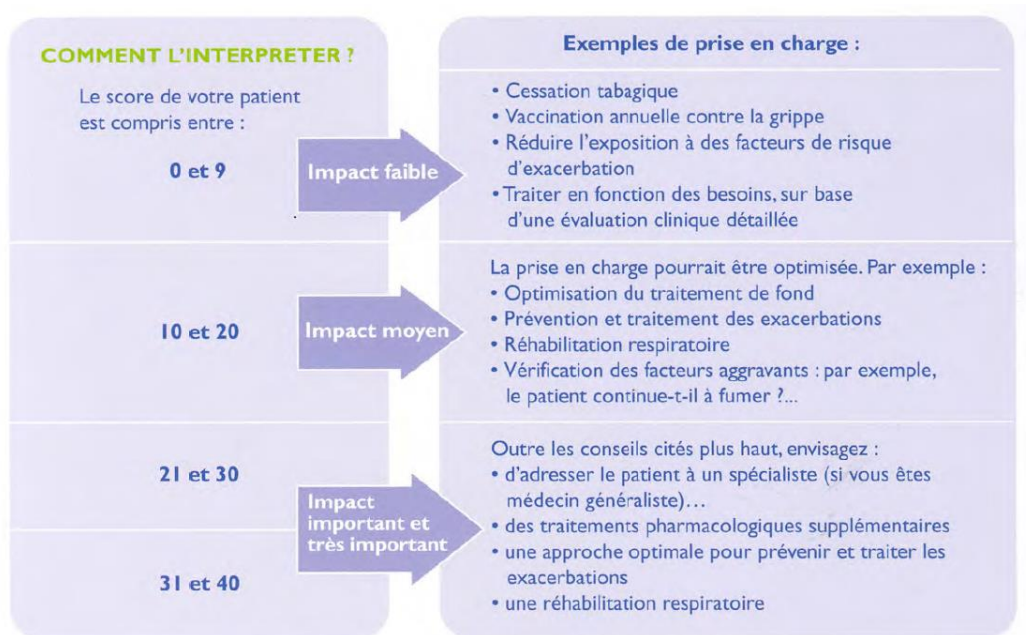 COMMENT L'INTERPRETER ?
Le score de votre patient
est compris entre :
0 et 9
Impact faible
Exemples de prise en charge :
• Cessation tabagique
• Vaccination annuelle contre la grippe
• Réduire l'exposition à des facteurs de risque
d'exacerbation
• Traiter en fonction des besoins, sur base
d'une évaluation clinique détaillée
10 et 20
Impact moyen
La prise en charge pourrait être optimisée. Par exemple :
• Optimisation du traitement de fond
• Prévention et traitement des exacerbations
• Réhabilitation respiratoire
• Vérification des facteurs aggravants : par exemple,
le patient continue-t-il à fumer ?...
21 et 30
31 et 40
Impact
important et
très important
Outre les conseils cités plus haut, envisagez :
• d'adresser le patient à un spécialiste (si vous êtes
médecin généraliste)...
• des traitements pharmacologiques supplémentaires
• une approche optimale pour prévenir et traiter les
exacerbations
• une réhabilitation respiratoire